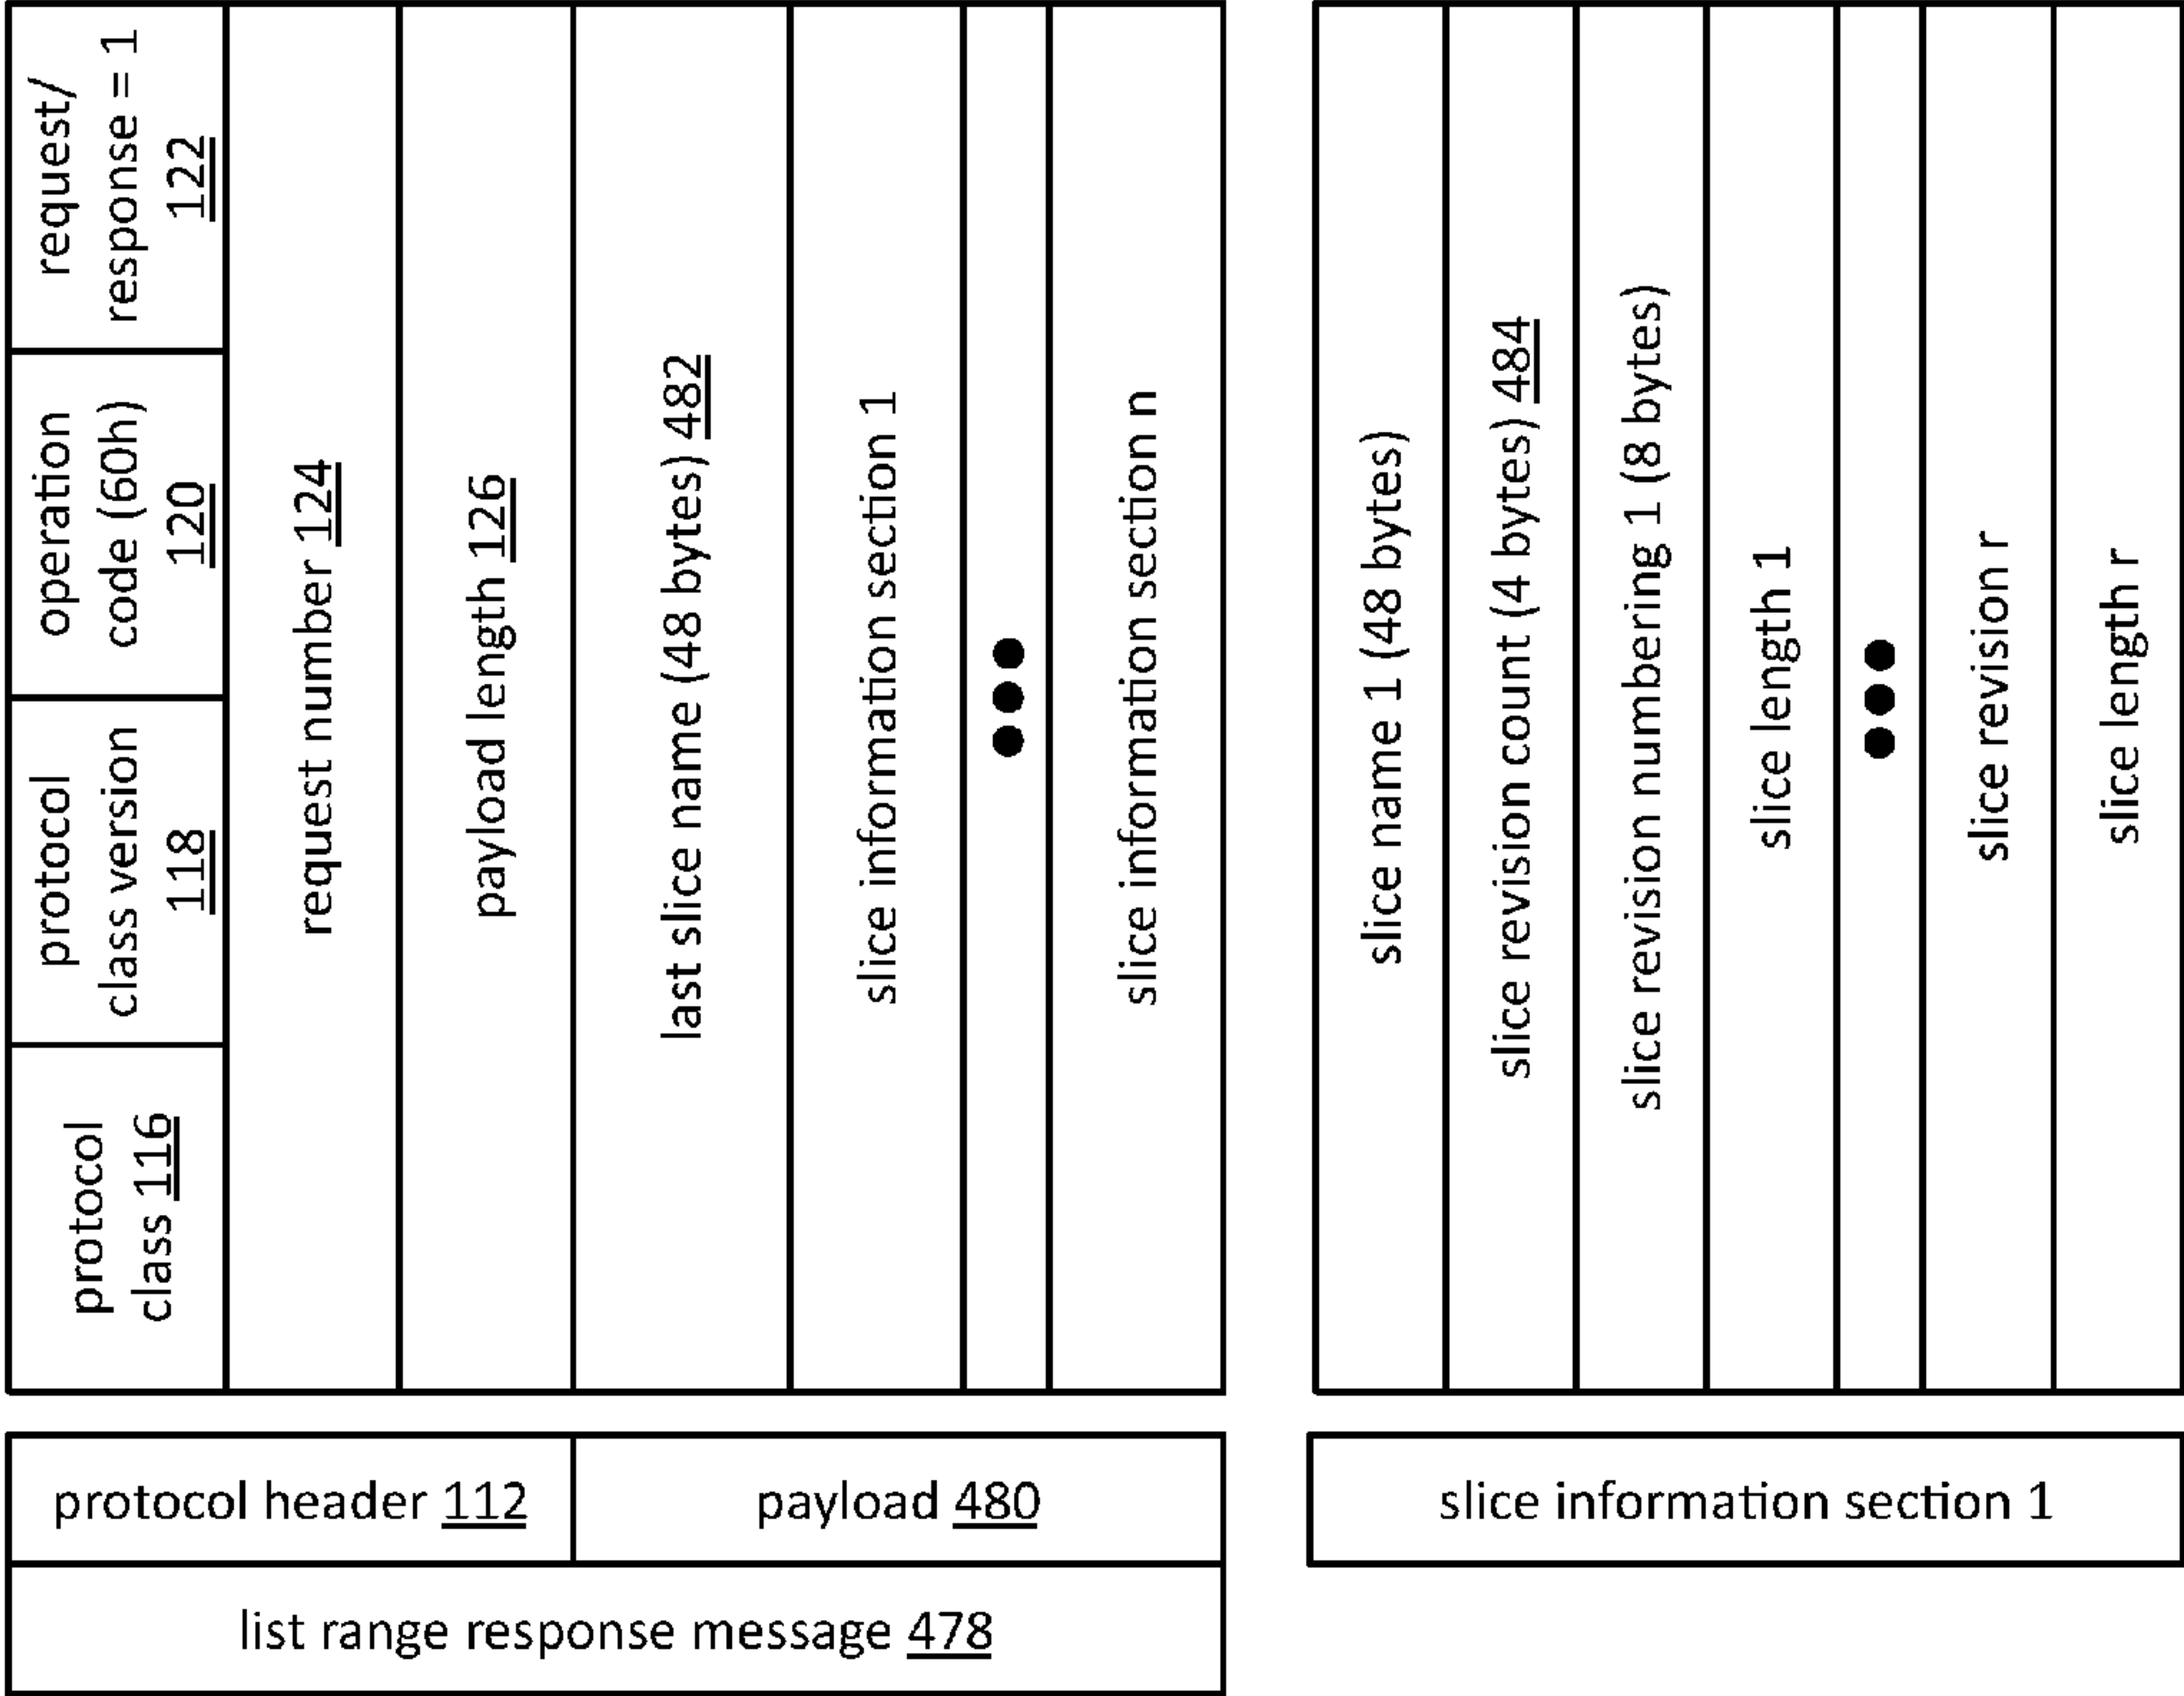 protocol
class 116
protocol
class version
118
operation
code (60h)
120
request/
response = 1
122
request number 124
payload length 126
last slice name (48 bytes) 482
slice information section 1
slice information section n
protocol header 112
payload 480
list range response message 478
slice name 1 (48 bytes)
slice revision count (4 bytes) 484
slice revision numbering 1 (8 bytes)
slice length 1
slice revision r
slice length r
slice information section 1